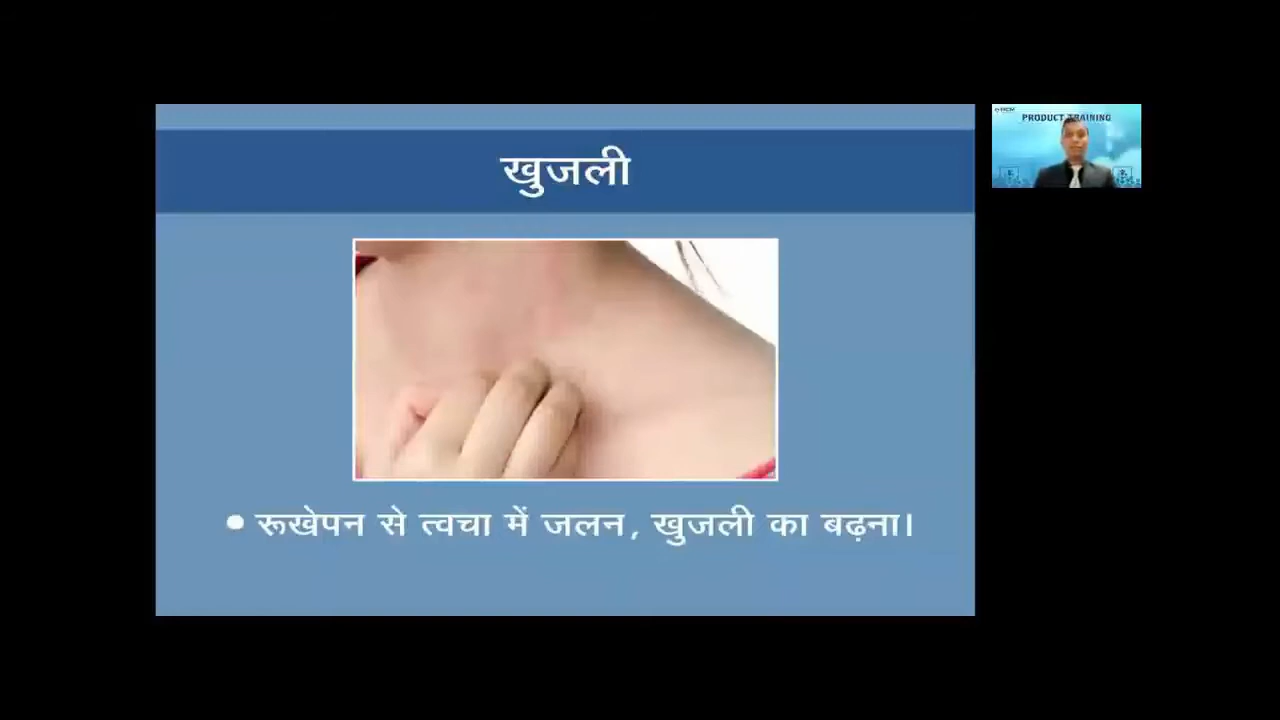 खुजली
• रूखेपन से त्वचा में जलन, खुजली का बढ़ना।
PRODUCT TRAINING